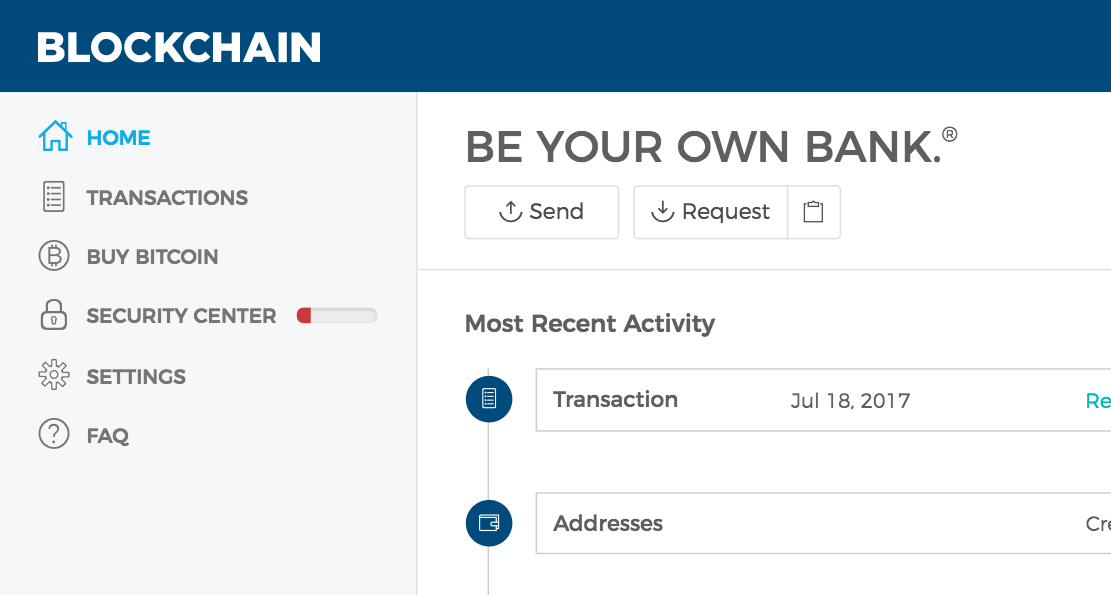 BLOCKCHAIN
HOME
TRANSACTIONS
BUY BITCOIN
SECURITY CENTER
SETTINGS
FAQ
BE YOUR OWN BANK.®
Send Request
Most Recent Activity
Transaction Jul 18, 2017 Re
Addresses Cre